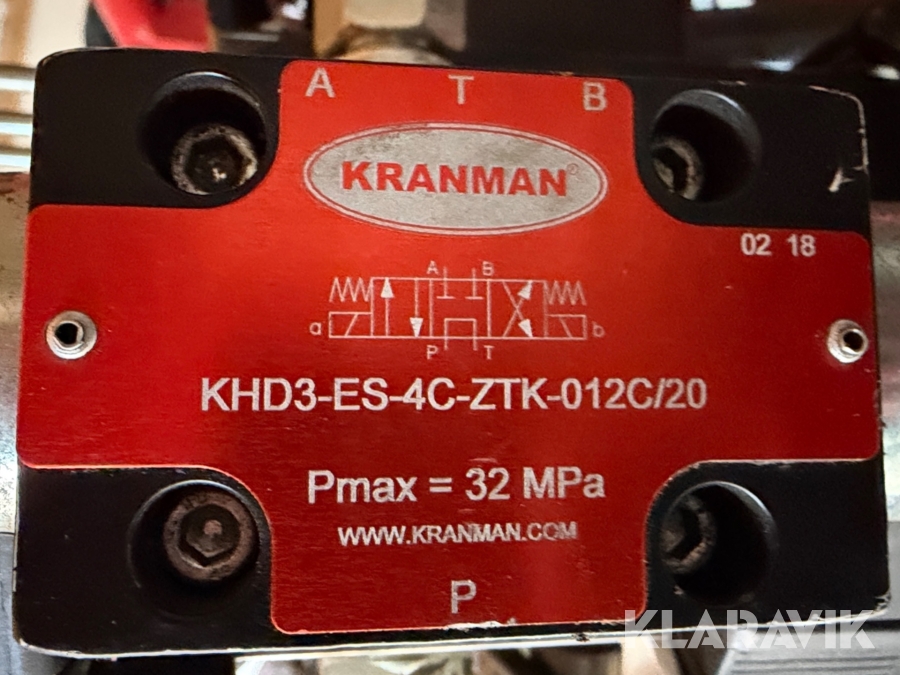 A T B
KRANMAN®
02 18
A B
a b
P T
KHD3-ES-4C-ZTK-012C/20
Pmax = 32 MPa
WWW.KRANMAN.COM
P
KLARAVIK